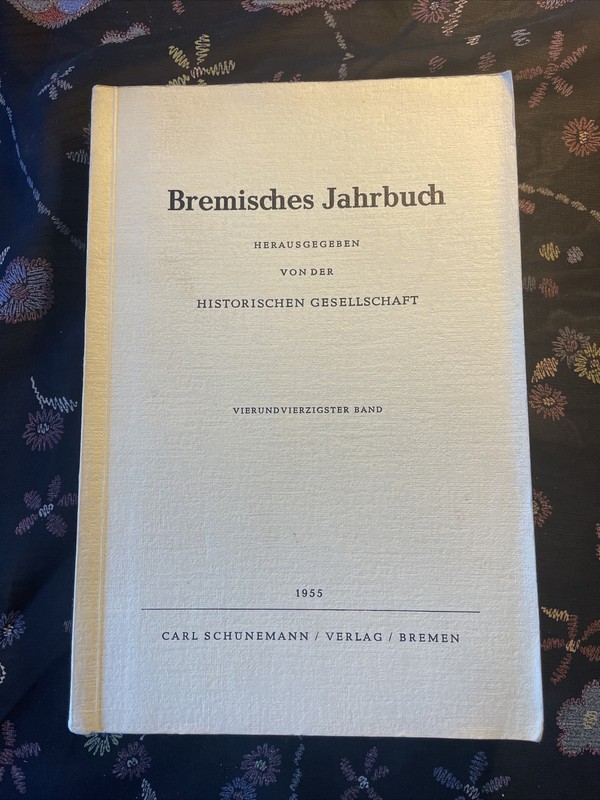 Bremisches Jahrbuch
HERAUSGEGEBEN
VON DER
HISTORISCHEN GESELLSCHAFT
VIERUNDVIERZIGSTER BAND
1955
CARL SCHÜNEMANN / VERLAG / BREMEN